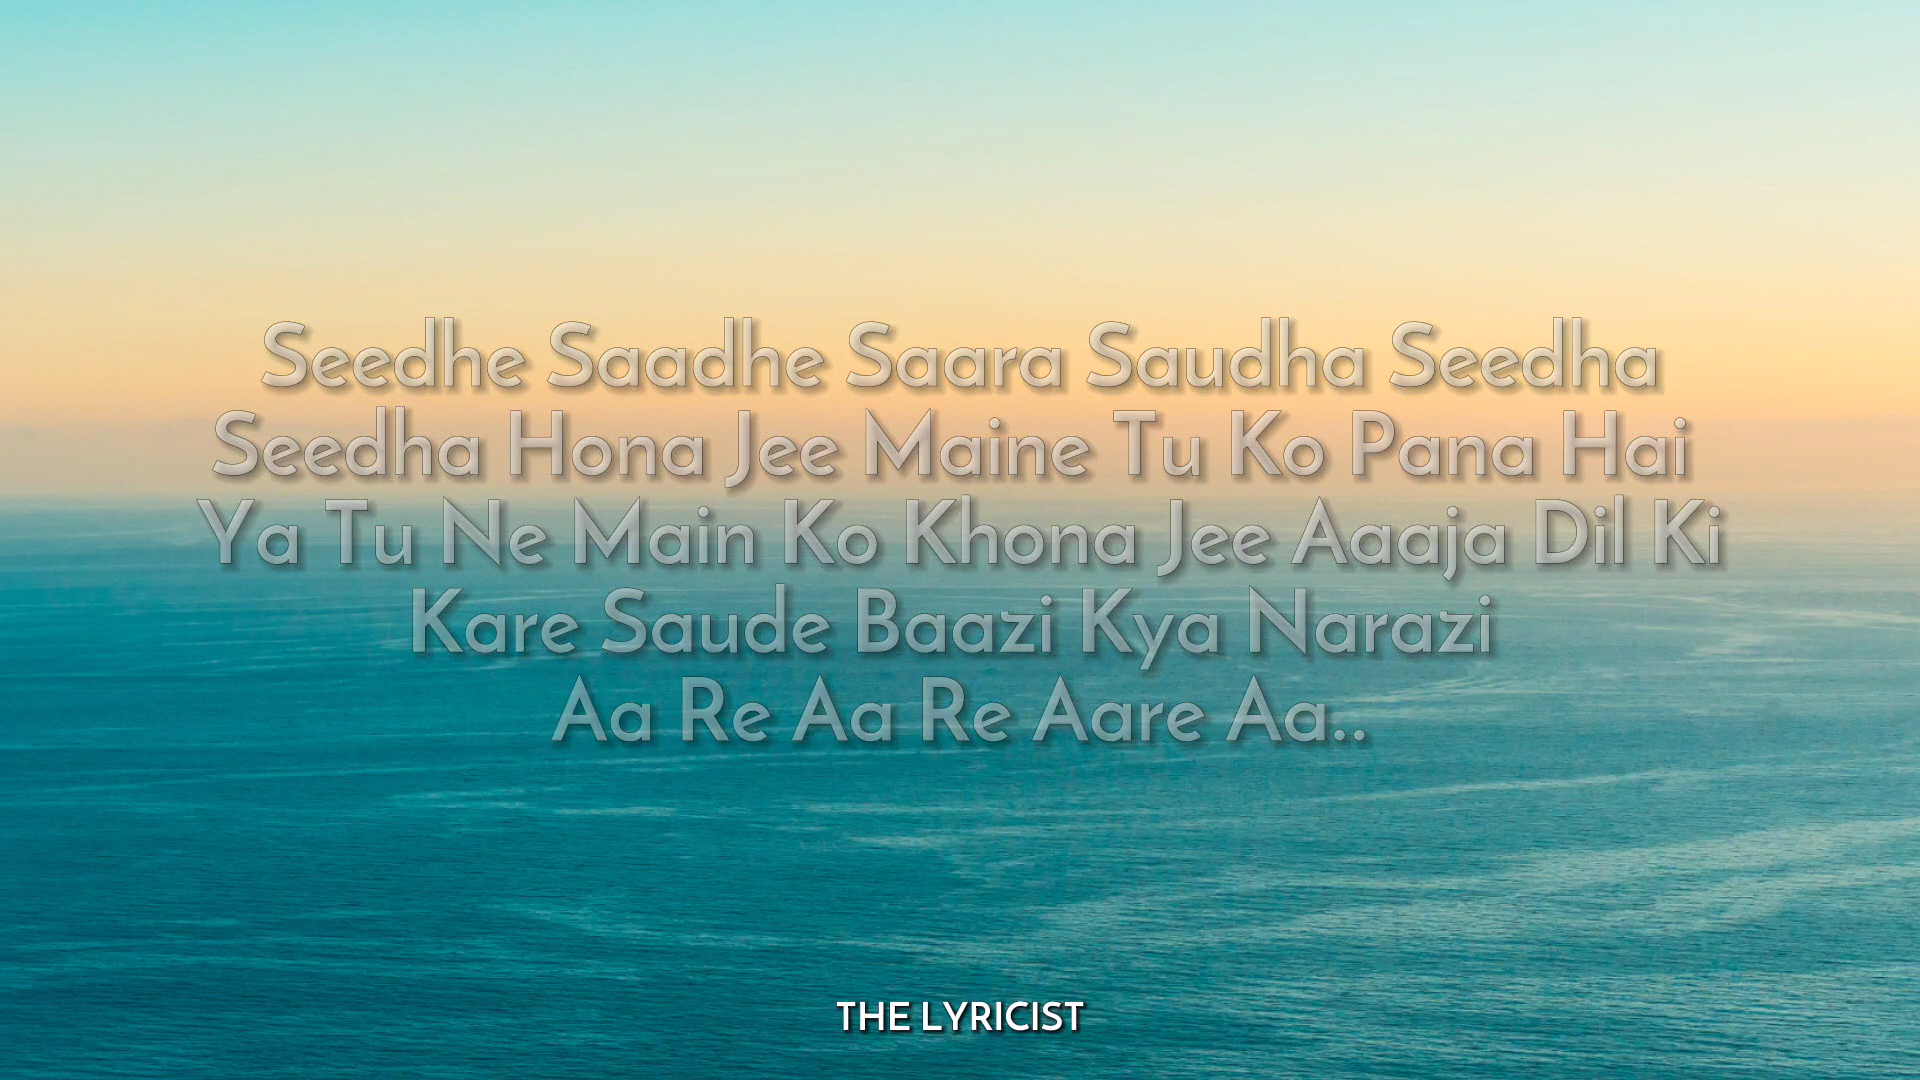 Seedhe Saadhe Saara Saudha Seedha
Seedha Hona Jee Maine Tu Ko Pana Hai
Ya Tu Ne Main Ko Khona Jee Aaaja Dil Ki
Kare Saude Baazi Kya Narazi
Aa Re Aa Re Aare Aa..
THE LYRICIST